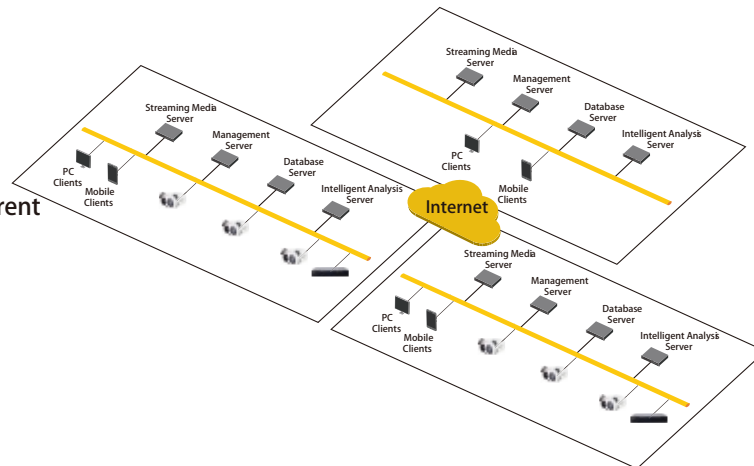 Streaming Media
Server
Management
Server
Database
Server
Intelligent Analysis
Server
PC
Clients
Mobile
Clients
Streaming Media
Server
Management
Server
Database
Server
Intelligent Analysis
Server
PC
Clients
Mobile
Clients
Internet
Streaming Media
Server
Management
Server
Database
Server
Intelligent Analysis
Server
PC
Clients
Mobile
Clients